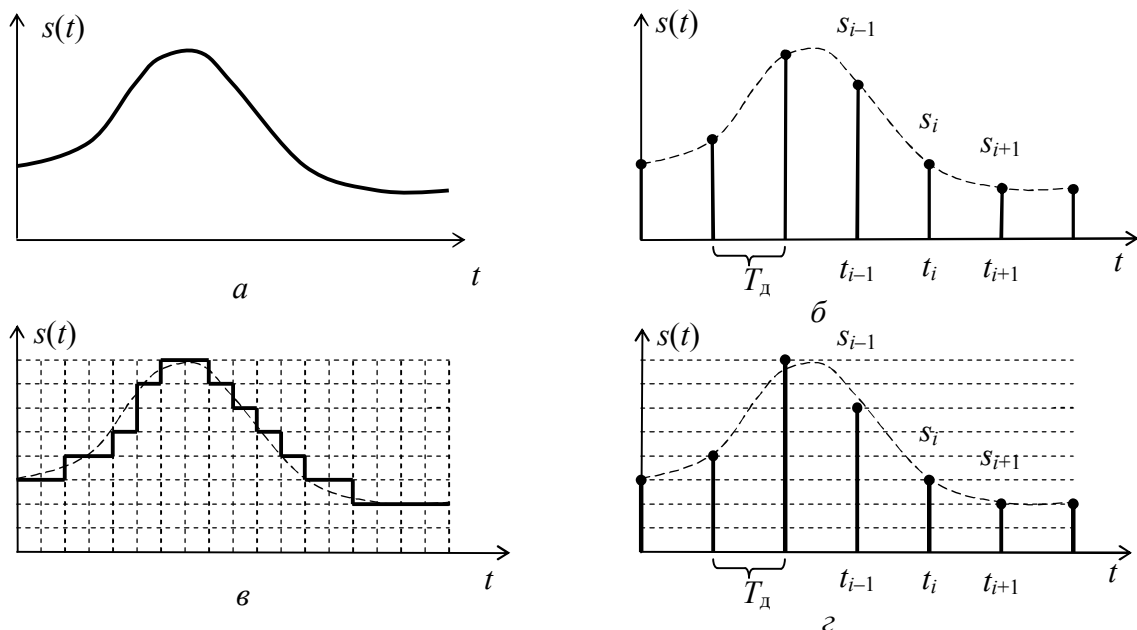 s(t)
t
а
s(t)
s_{i–1}
s_i
s_{i+1}
T_д
t_{i–1}
t_i
t_{i+1}
t
б
s(t)
t
в
s(t)
s_{i–1}
s_i
s_{i+1}
T_д
t_{i–1}
t_i
t_{i+1}
t
г